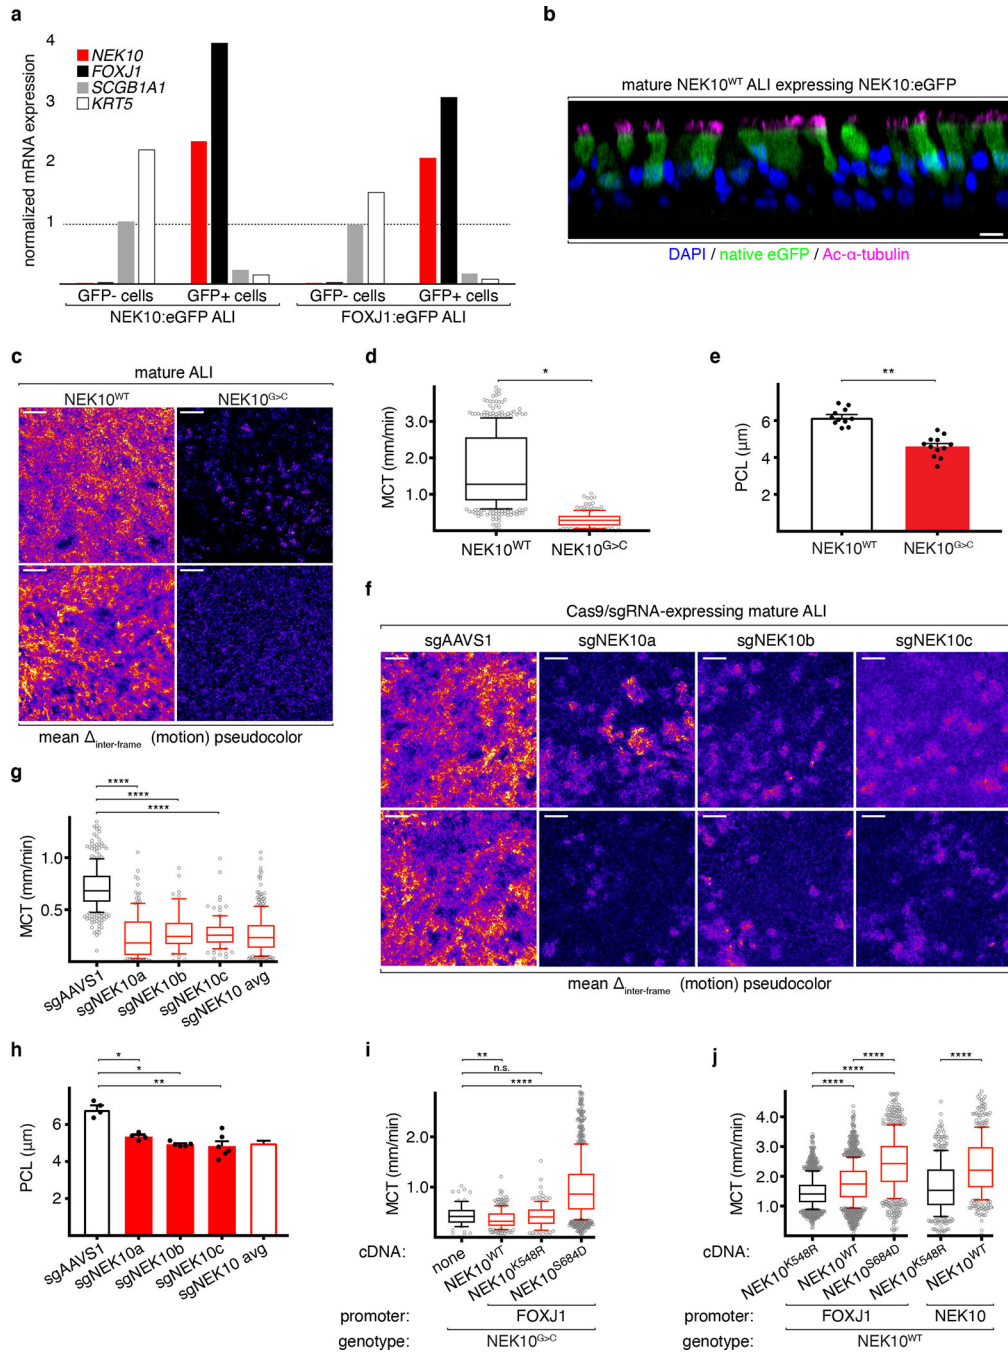 a
normalized mRNA expression
4
3
2
1
NEK10
FOXJ1
SCGB1A1
KRT5
GFP- cells
GFP+ cells
GFP- cells
GFP+ cells
NEK10:eGFP ALI
FOXJ1:eGFP ALI
b
mature NEK10WT ALI expressing NEK10:eGFP
DAPI / native eGFP / Ac-α-tubulin
c
mature ALI
NEK10WT
NEK10G>C
mean Δinter-frame (motion) pseudocolor
d
MCT (mm/min)
3.0
2.0
1.0
*
NEK10WT
NEK10G>C
e
PCL (µm)
6
4
2
**
NEK10WT
NEK10G>C
f
Cas9/sgRNA-expressing mature ALI
sgAAVS1
sgNEK10a
sgNEK10b
sgNEK10c
mean Δinter-frame (motion) pseudocolor
g
****
****
****
MCT (mm/min)
1.0
0.5
sgAAVS1
sgNEK10a
sgNEK10b
sgNEK10c
sgNEK10 avg
h
*
*
**
PCL (µm)
6
4
2
sgAAVS1
sgNEK10a
sgNEK10b
sgNEK10c
sgNEK10 avg
i
**
n.s.
****
MCT (mm/min)
2.0
1.0
cDNA:
none
NEK10WT
NEK10K548R
NEK10S684D
promoter:
FOXJ1
genotype:
NEK10G>C
j
****
****
****
****
MCT (mm/min)
4.0
3.0
2.0
1.0
cDNA:
NEK10K548R
NEK10WT
NEK10S684D
NEK10K548R
NEK10WT
promoter:
FOXJ1
NEK10
genotype:
NEK10WT